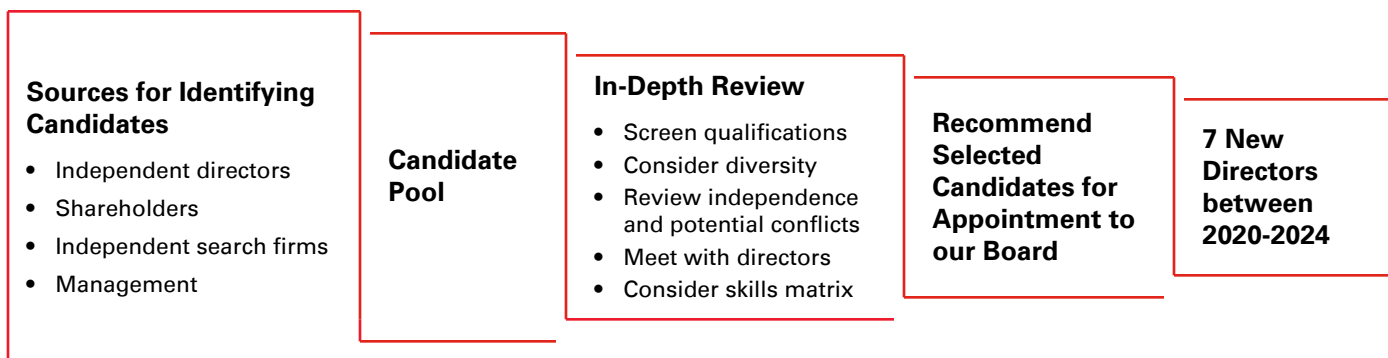 Sources for Identifying
Candidates
• Independent directors
• Shareholders
• Independent search firms
• Management
Candidate
Pool
In-Depth Review
• Screen qualifications
• Consider diversity
• Review independence
and potential conflicts
• Meet with directors
• Consider skills matrix
Recommend
Selected
Candidates for
Appointment to
our Board
7 New
Directors
between
2020-2024